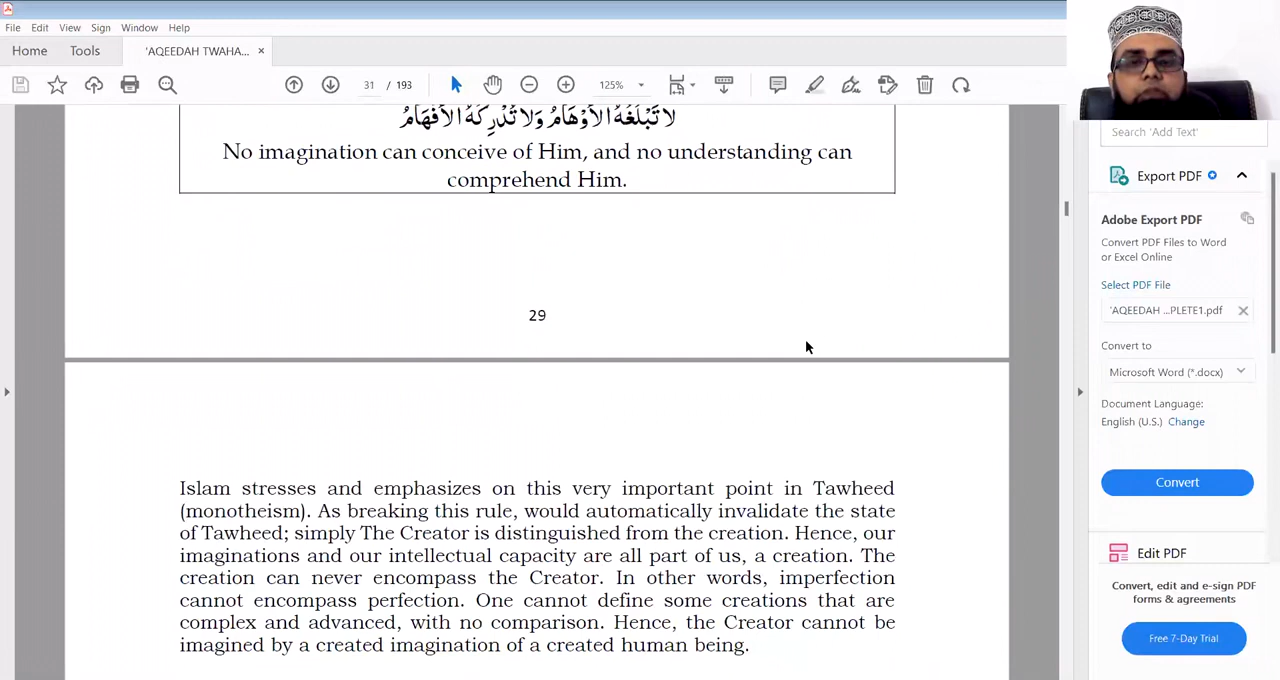 File Edit View Sign Window Help
Home Tools 'AQEEDAH TWAHA... ×
31 / 193 125%
لا تَبْلُغُهُ الأَوْهَامُ وَلا تُدْرِكُهُ الأَفْهَامُ
No imagination can conceive of Him, and no understanding can
comprehend Him.
29
Islam stresses and emphasizes on this very important point in Tawheed
(monotheism). As breaking this rule, would automatically invalidate the state
of Tawheed; simply The Creator is distinguished from the creation. Hence, our
imaginations and our intellectual capacity are all part of us, a creation. The
creation can never encompass the Creator. In other words, imperfection
cannot encompass perfection. One cannot define some creations that are
complex and advanced, with no comparison. Hence, the Creator cannot be
imagined by a created imagination of a created human being.
Search 'Add Text'
Export PDF
Adobe Export PDF
Convert PDF Files to Word
or Excel Online
Select PDF File
'AQEEDAH ...PLETE1.pdf
Convert to
Microsoft Word (*.docx)
Document Language:
English (U.S.) Change
Convert
Edit PDF
Convert, edit and e-sign PDF
forms & agreements
Free 7-Day Trial